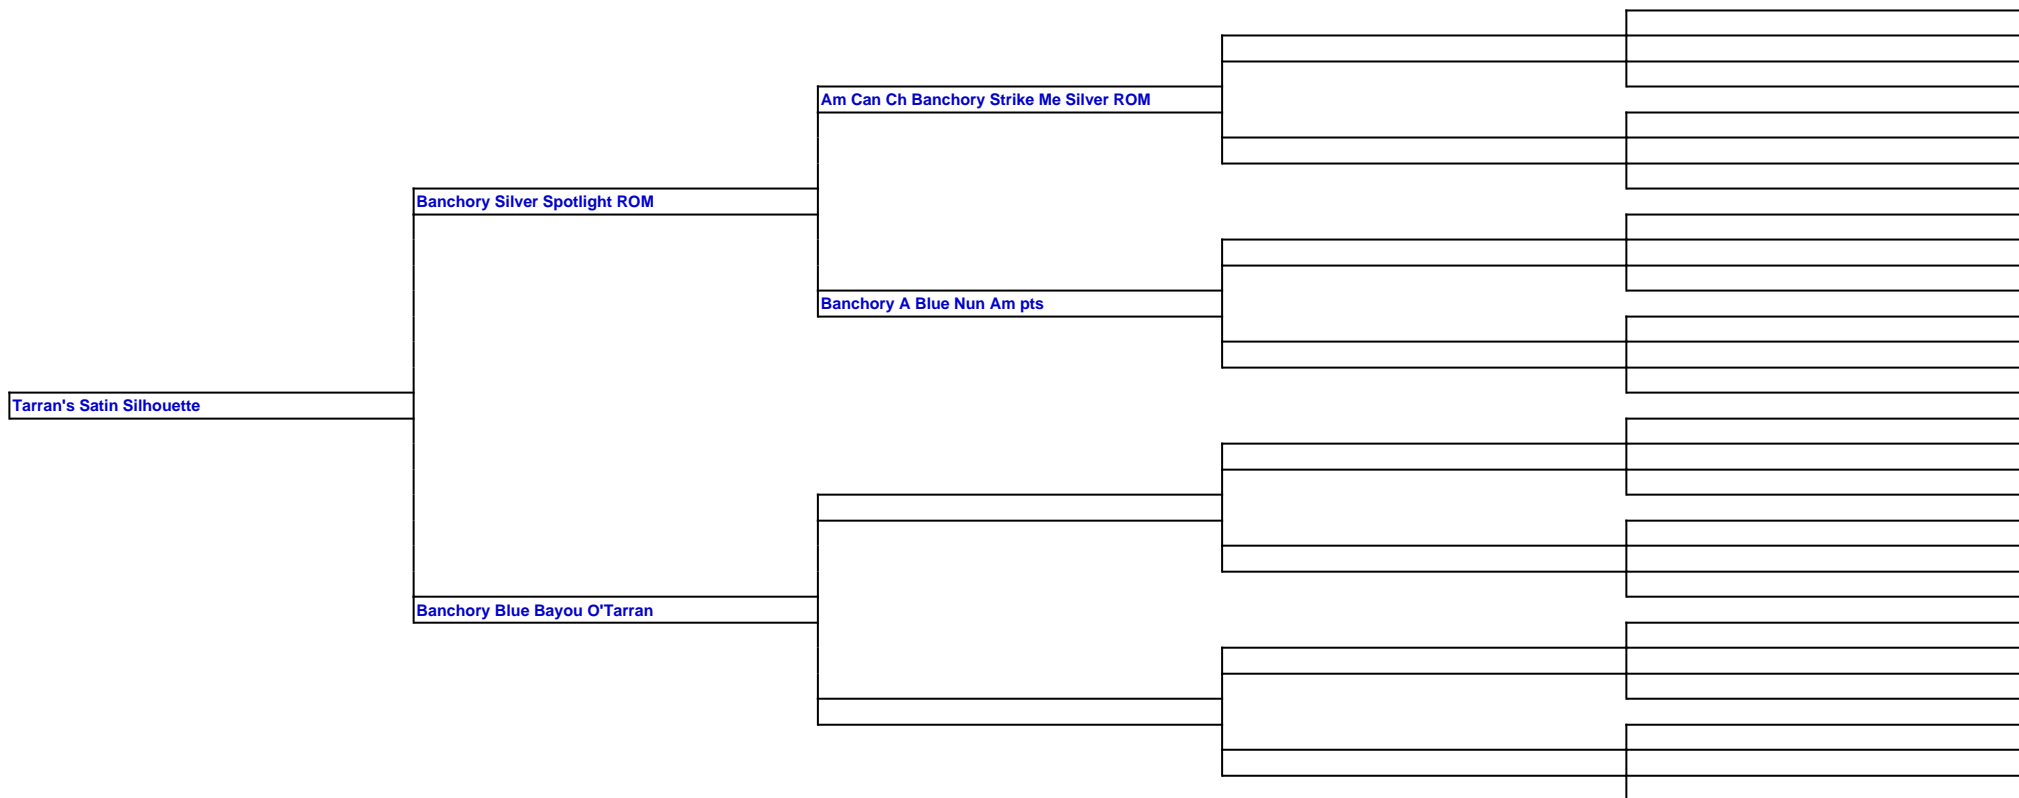 Am Can Ch Banchory Strike Me Silver ROM
Banchory Silver Spotlight ROM
Banchory A Blue Nun Am pts
Tarran's Satin Silhouette
Banchory Blue Bayou O'Tarran